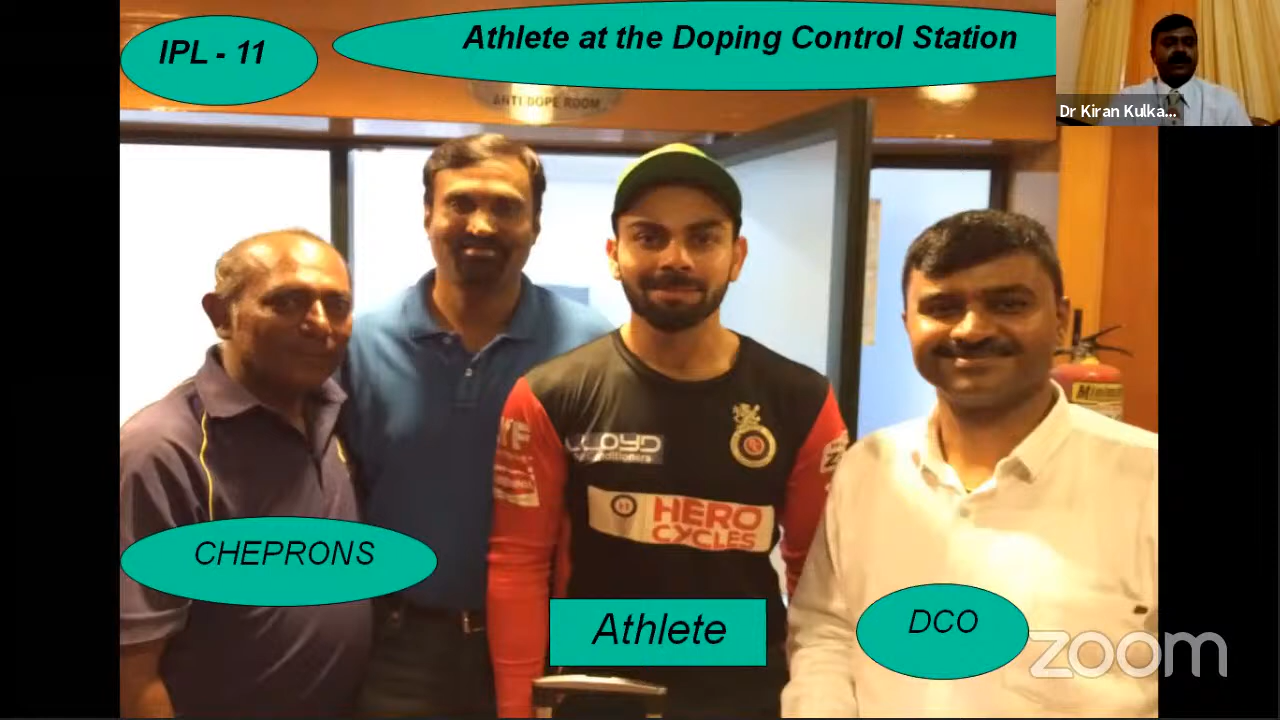 IPL - 11
Athlete at the Doping Control Station
Dr Kiran Kulka...
ANTI DOPE ROOM
LLOYD
HERO
CYCLES
CHEPRONS
Athlete
DCO
zoom